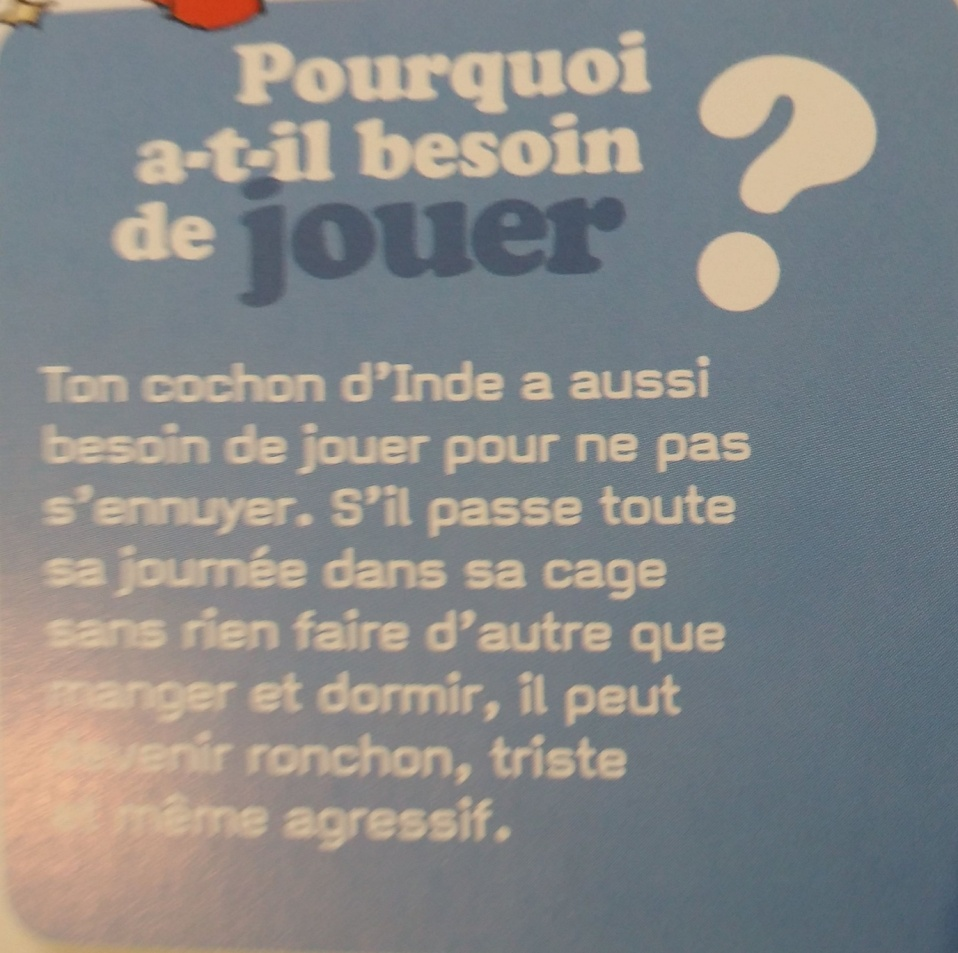 Pourquoi
a-t-il besoin
de jouer ?
Ton cochon d'Inde a aussi
besoin de jouer pour ne pas
s'ennuyer. S'il passe toute
sa journée dans sa cage
sans rien faire d'autre que
manger et dormir, il peut
devenir ronchon, triste
et même agressif.